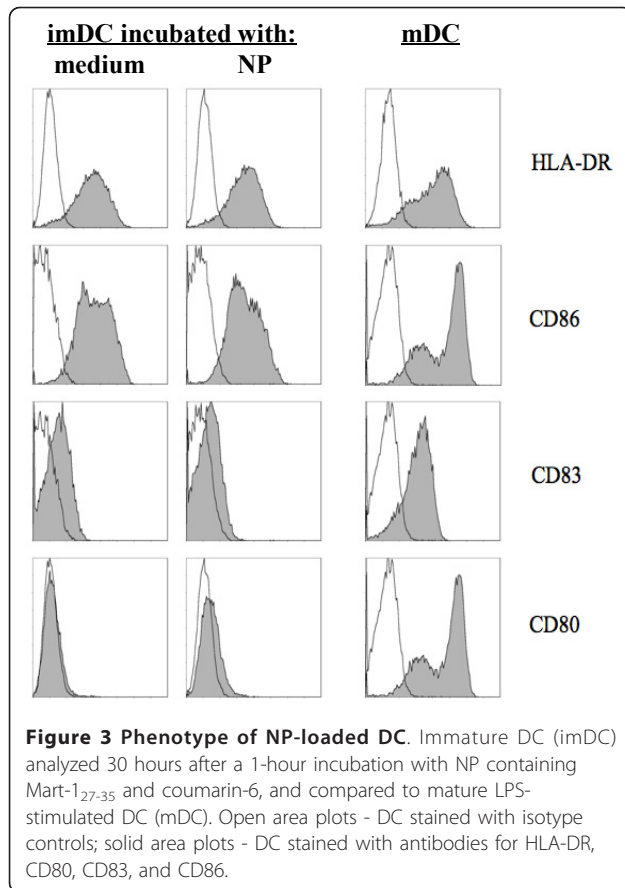 imDC incubated with:
mDC
medium
NP
HLA-DR
CD86
CD83
CD80
Figure 3 Phenotype of NP-loaded DC. Immature DC (imDC)
analyzed 30 hours after a 1-hour incubation with NP containing
Mart-1₂₇₋₃₅ and coumarin-6, and compared to mature LPS-
stimulated DC (mDC). Open area plots - DC stained with isotype
controls; solid area plots - DC stained with antibodies for HLA-DR,
CD80, CD83, and CD86.